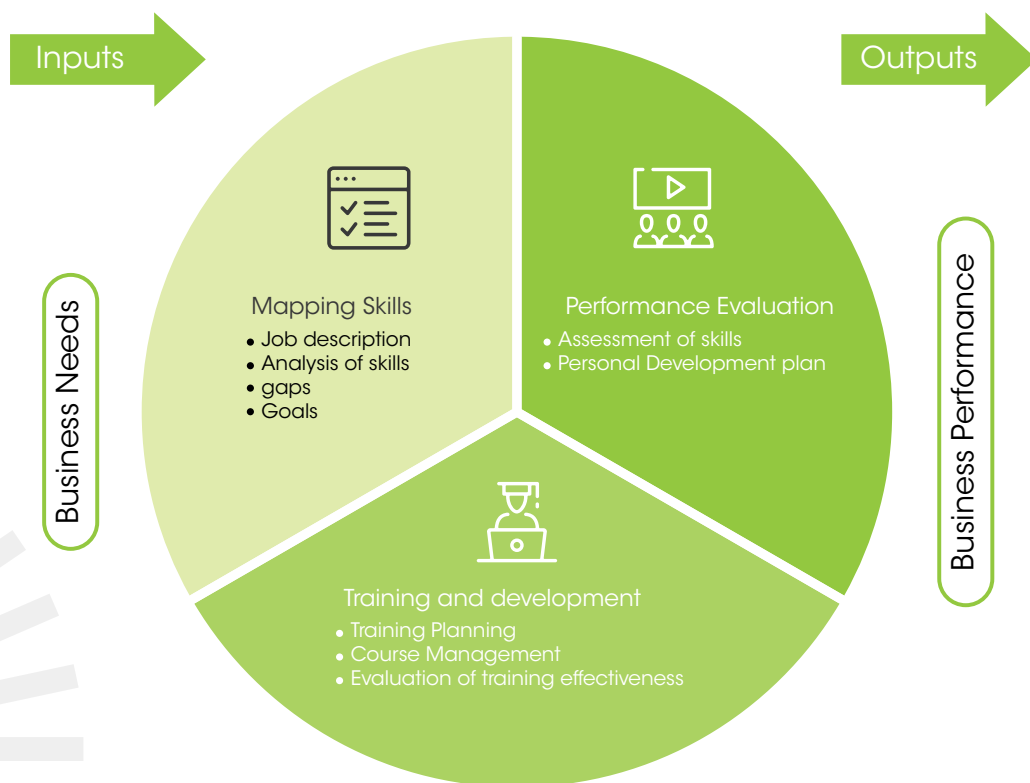 Inputs
Outputs
Business Needs
Mapping Skills
• Job description
• Analysis of skills
• gaps
• Goals
Performance Evaluation
• Assessment of skills
• Personal Development plan
Training and development
• Training Planning
• Course Management
• Evaluation of training effectiveness
Business Performance